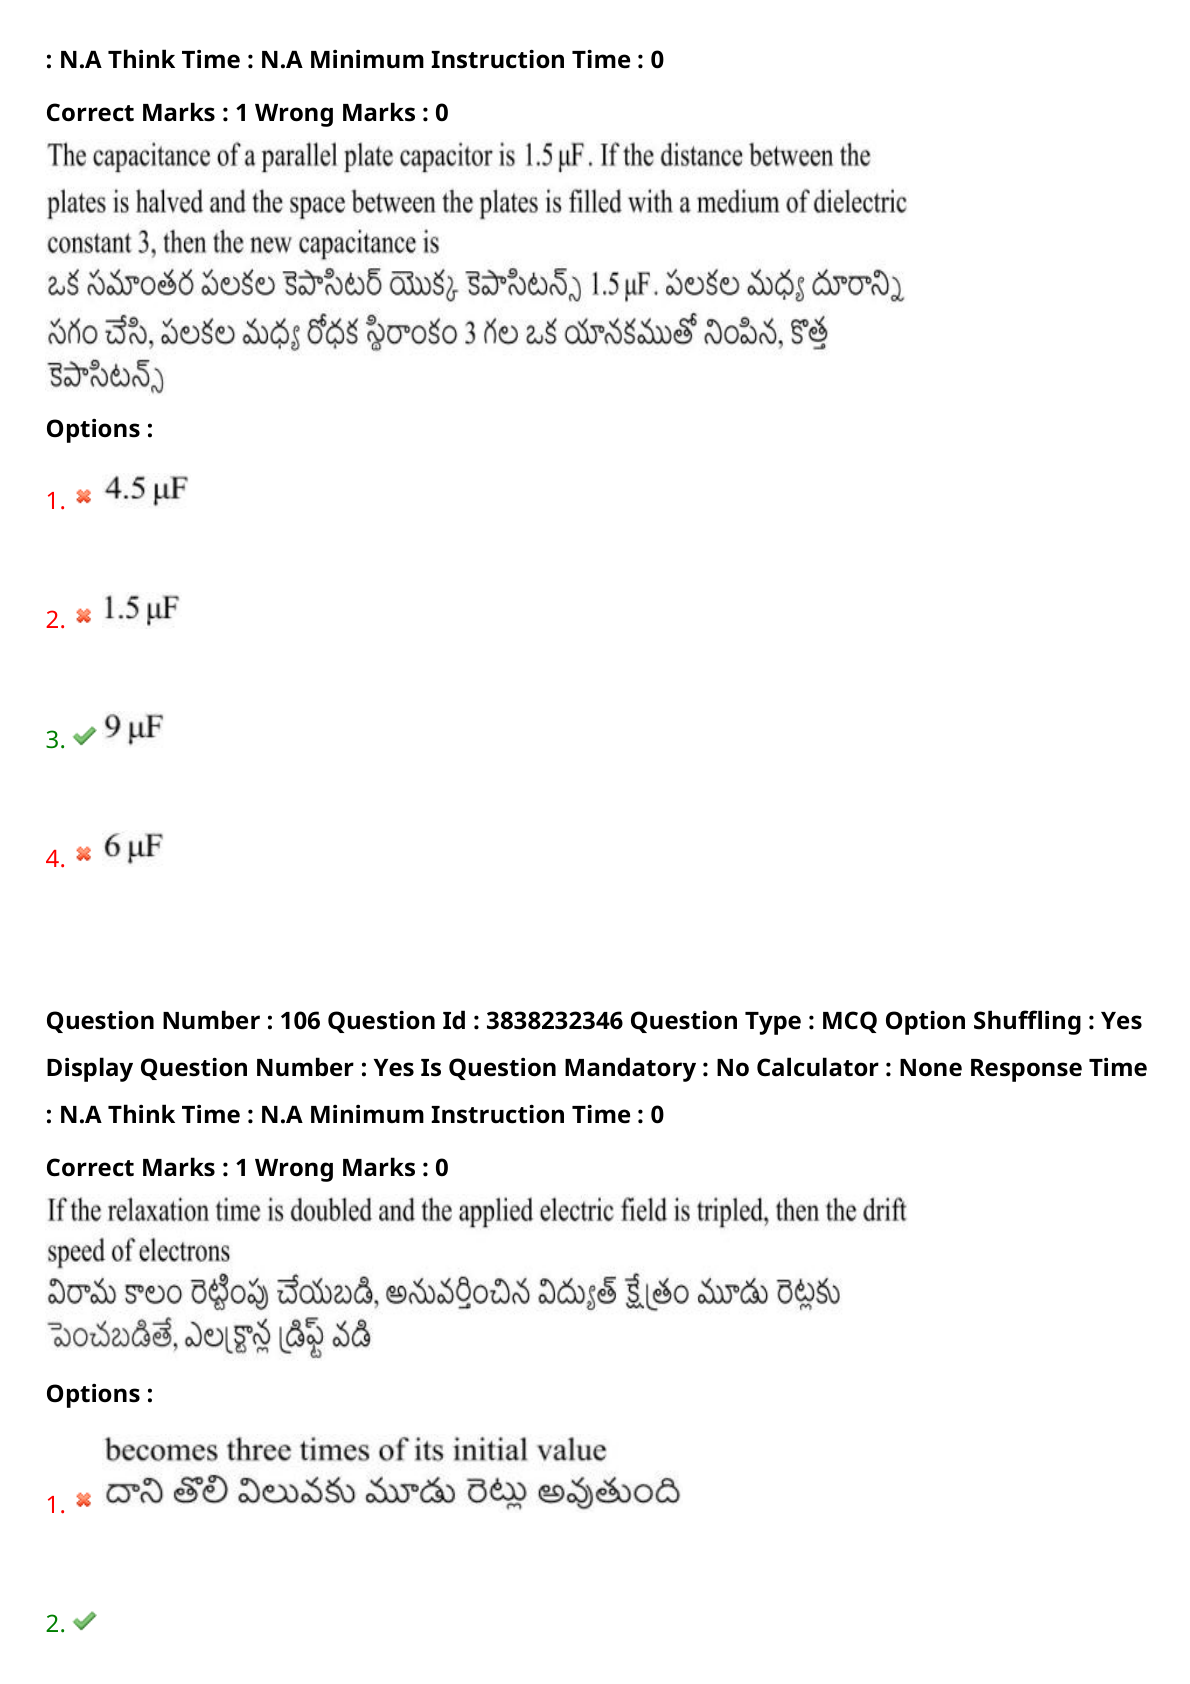 : N.A Think Time : N.A Minimum Instruction Time : 0
Correct Marks : 1 Wrong Marks : 0
The capacitance of a parallel plate capacitor is 1.5 μF. If the distance between the
plates is halved and the space between the plates is filled with a medium of dielectric
constant 3, then the new capacitance is
ఒక సమాంతర పలకల కెపాసిటర్ యొక్క కెపాసిటన్స్ 1.5 μF. పలకల మధ్య దూరాన్ని
సగం చేసి, పలకల మధ్య రోధక స్థిరాంకం 3 గల ఒక యానకముతో నింపిన, కొత్త
కెపాసిటన్స్
Options :
1. 4.5 μF
2. 1.5 μF
3. 9 μF
4. 6 μF
Question Number : 106 Question Id : 3838232346 Question Type : MCQ Option Shuffling : Yes
Display Question Number : Yes Is Question Mandatory : No Calculator : None Response Time
: N.A Think Time : N.A Minimum Instruction Time : 0
Correct Marks : 1 Wrong Marks : 0
If the relaxation time is doubled and the applied electric field is tripled, then the drift
speed of electrons
విరామ కాలం రెట్టింపు చేయబడి, అనువర్తించిన విద్యుత్ క్షేత్రం మూడు రెట్లకు
పెంచబడితే, ఎలక్ట్రాన్ల డ్రిఫ్ట్ వడి
Options :
becomes three times of its initial value
1. దాని తొలి విలువకు మూడు రెట్లు అవుతుంది
2.